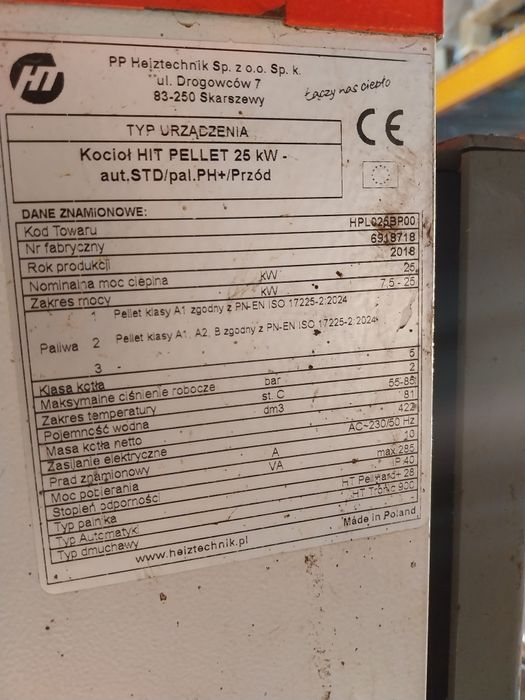 HT
PP Heiztechnik Sp. z o.o. Sp. k.
ul. Drogowców 7
83-250 Skarszewy
Łączy nas ciepło
CE
TYP URZĄDZENIA
Kocioł HIT PELLET 25 kW -
aut.STD/pal.PH+/Przód
DANE ZNAMIONOWE:
Kod Towaru HPL025BP00
Nr fabryczny 6918718
Rok produkcji 2018
Nominalna moc cieplna kW 25
Zakres mocy kW 7,5 - 25
1 Pellet klasy A1 zgodny z PN-EN ISO 17225-2:2024
Paliwa 2 Pellet klasy A1, A2, B zgodny z PN-EN ISO 17225-2:2024
3 -
Klasa kotła 5
Maksymalne ciśnienie robocze bar 2
Zakres temperatury st. C 55-85
Pojemność wodna dm3 81
Masa kotła netto 422
Zasilanie elektryczne AC~230/50 Hz
Prąd znamionowy A 10
Moc pobierania VA max 285
Stopień odporności IP 40
Typ palnika HT Pellhard+ 28
Typ Automatyki HT Tronic 900
Typ dmuchawy -
www.heiztechnik.pl
Made in Poland